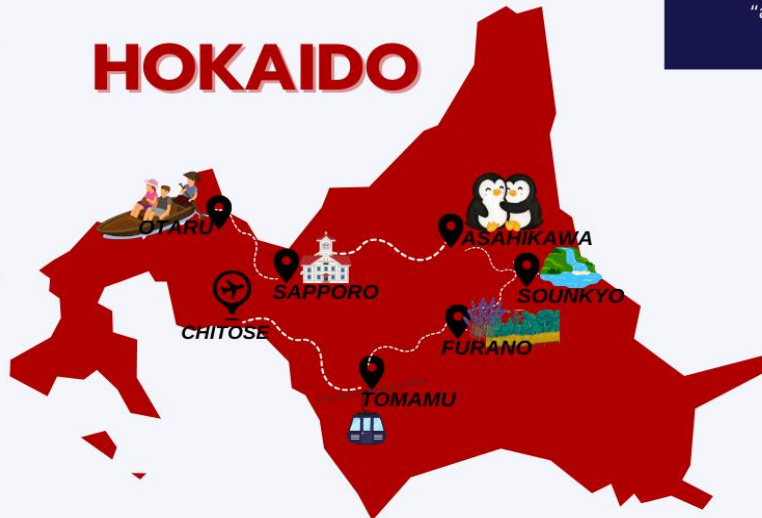 HOKAIDO
OTARU
ASAHIKAWA
SAPPORO
SOUNKYO
CHITOSE
FURANO
TOMAMU